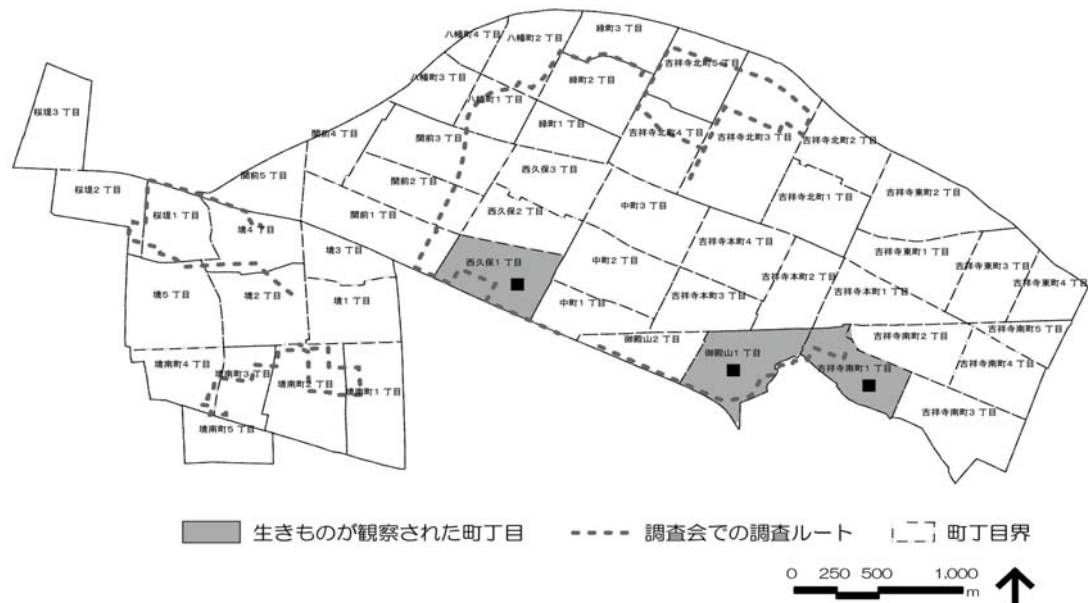 緑町3 丁目
八幡町4 丁目
八幡町2 丁目
吉祥寺北町5 丁目
八幡町3 丁目
緑町2 丁目
八幡町1 丁目
桜堤3 丁目
緑町1 丁目
吉祥寺北町4 丁目
吉祥寺北町3 丁目
吉祥寺北町2 丁目
関前4 丁目
関前3 丁目
西久保3 丁目
関前5 丁目
関前2 丁目
吉祥寺北町1 丁目
吉祥寺東町2 丁目
桜堤2 丁目
桜堤1 丁目
関前1 丁目
西久保2 丁目
中町3 丁目
境4 丁目
吉祥寺本町4 丁目
吉祥寺東町1 丁目
境3 丁目
西久保1 丁目
中町2 丁目
吉祥寺本町2 丁目
吉祥寺東町3 丁目
吉祥寺東町4 丁目
境5 丁目
境2 丁目
境1 丁目
中町1 丁目
吉祥寺本町3 丁目
吉祥寺本町1 丁目
吉祥寺南町5 丁目
御殿山2 丁目
吉祥寺南町2 丁目
御殿山1 丁目
境南町4 丁目
境南町3 丁目
境南町2 丁目
境南町1 丁目
吉祥寺南町1 丁目
吉祥寺南町4 丁目
吉祥寺南町3 丁目
境南町5 丁目
生きものが観察された町丁目
調査会での調査ルート
町丁目界
0 250 500 1,000
m